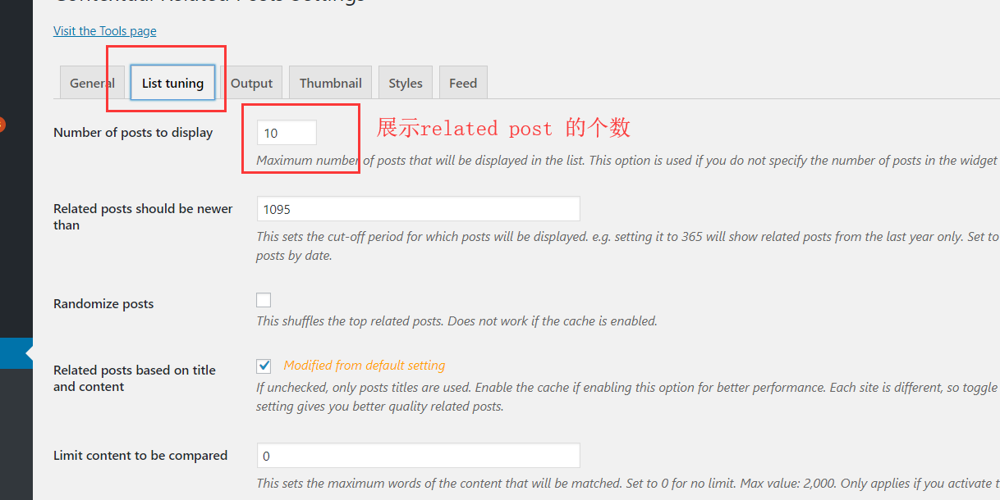 Contextual Related Posts Settings
Visit the Tools page
General List tuning Output Thumbnail Styles Feed
Number of posts to display 10 展示related post 的个数
Maximum number of posts that will be displayed in the list. This option is used if you do not specify the number of posts in the widget
Related posts should be newer than 1095
This sets the cut-off period for which posts will be displayed. e.g. setting it to 365 will show related posts from the last year only. Set to
posts by date.
Randomize posts
This shuffles the top related posts. Does not work if the cache is enabled.
Related posts based on title and content Modified from default setting
If unchecked, only posts titles are used. Enable the cache if enabling this option for better performance. Each site is different, so toggle
setting gives you better quality related posts.
Limit content to be compared 0
This sets the maximum words of the content that will be matched. Set to 0 for no limit. Max value: 2,000. Only applies if you activate